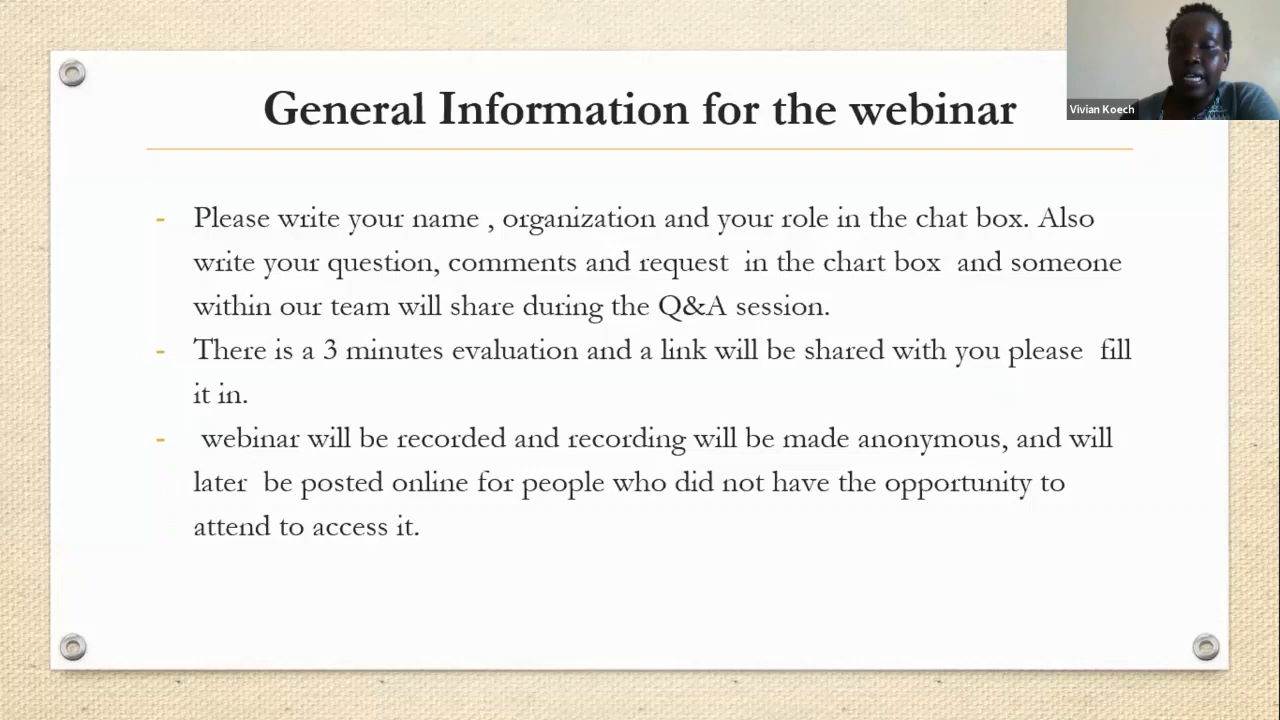 General Information for the webinar
Vivian Koech
- Please write your name , organization and your role in the chat box. Also
write your question, comments and request  in the chart box  and someone
within our team will share during the Q&A session.
- There is a 3 minutes evaluation and a link will be shared with you please  fill
it in.
-  webinar will be recorded and recording will be made anonymous, and will
later  be posted online for people who did not have the opportunity to
attend to access it.